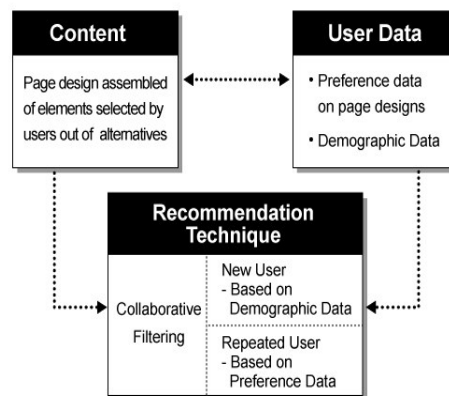 Content
Page design assembled
of elements selected by
users out of alternatives
User Data
• Preference data
on page designs
• Demographic Data
Recommendation
Technique
Collaborative
Filtering
New User
- Based on
Demographic Data
Repeated User
- Based on
Preference Data